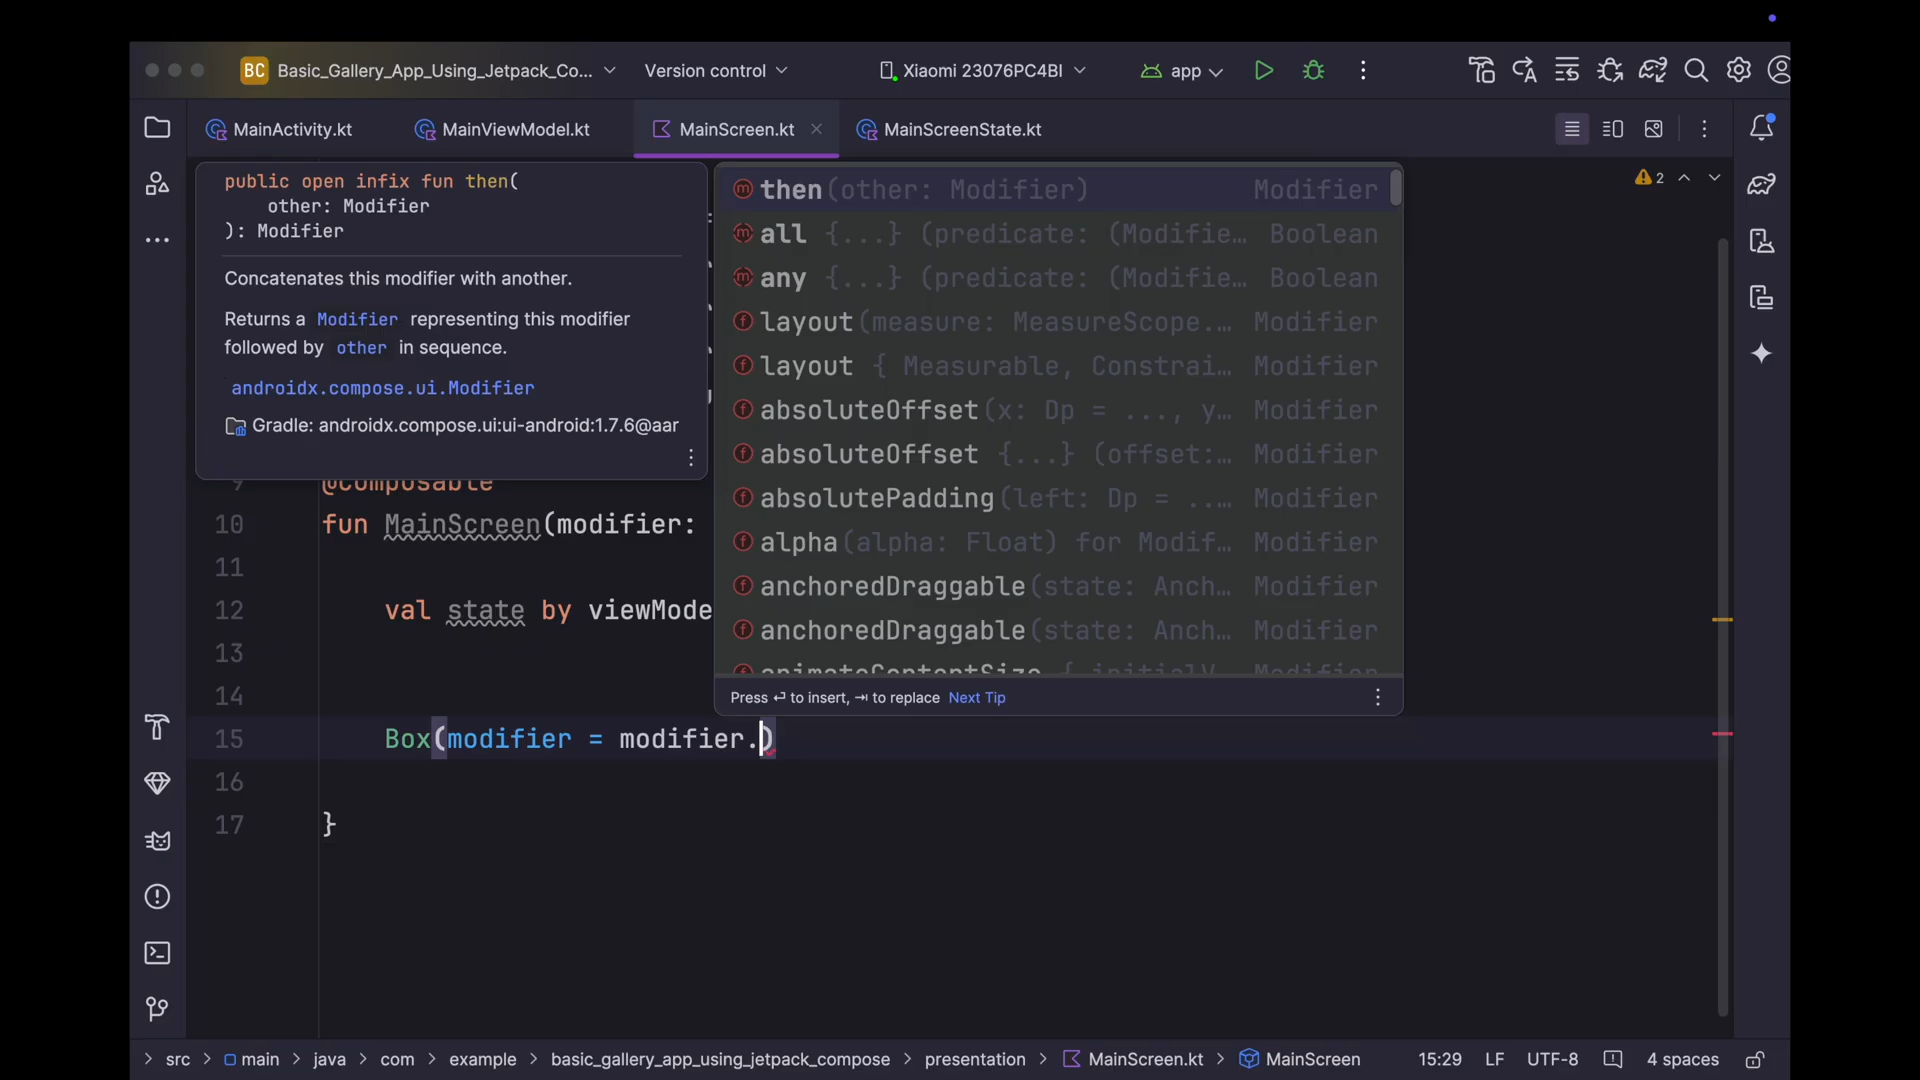 BC Basic_Gallery_App_Using_Jetpack_Co... Version control Xiaomi 23076PC4BI app
MainActivity.kt MainViewModel.kt MainScreen.kt MainScreenState.kt
2
public open infix fun then(
other: Modifier
): Modifier
Concatenates this modifier with another.
Returns a Modifier representing this modifier
followed by other in sequence.
androidx.compose.ui.Modifier
Gradle: androidx.compose.ui:ui-android:1.7.6@aar
then(other: Modifier) Modifier
all {...} (predicate: (Modifie... Boolean
any {...} (predicate: (Modifie... Boolean
layout(measure: MeasureScope.... Modifier
layout { Measurable, Constrai... Modifier
absoluteOffset(x: Dp = ..., y... Modifier
absoluteOffset {...} (offset:... Modifier
absolutePadding(left: Dp = ... Modifier
alpha(alpha: Float) for Modif... Modifier
anchoredDraggable(state: Anch... Modifier
anchoredDraggable(state: Anch... Modifier
animateContentSize { initialV... Modifier
Press ⏎ to insert, ⇥ to replace Next Tip
9 @Composable
10 fun MainScreen(modifier:
11
12 val state by viewMode
13
14
15 Box(modifier = modifier.)
16
17 }
src main java com example basic_gallery_app_using_jetpack_compose presentation MainScreen.kt MainScreen 15:29 LF UTF-8 4 spaces